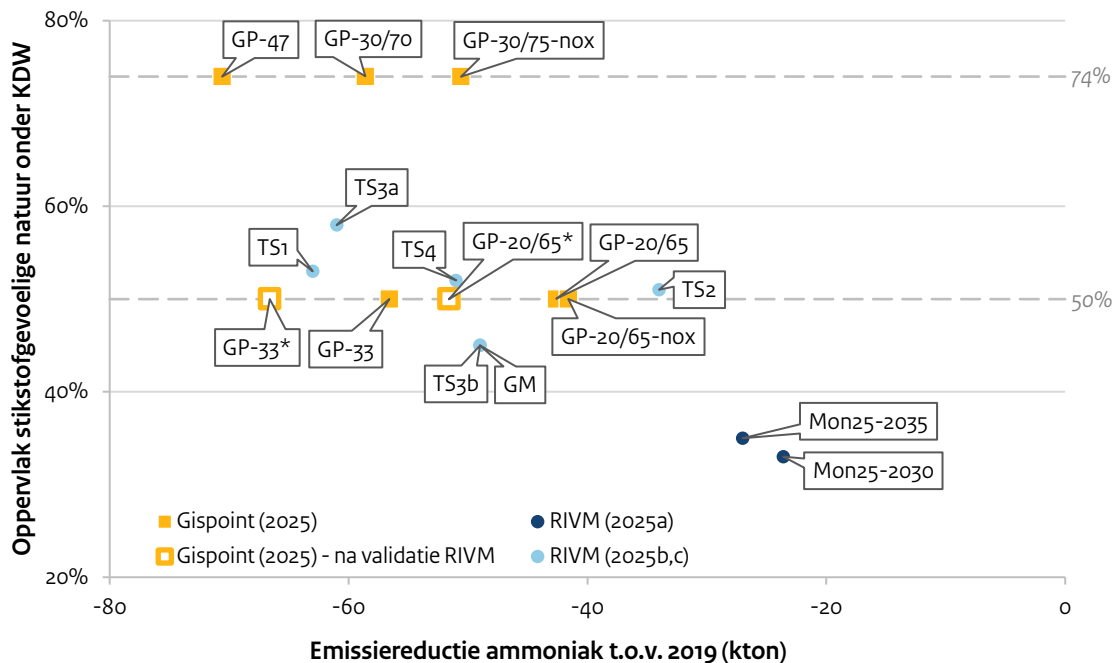 80%
GP-47
GP-30/70
GP-30/75-nox
74%
TS3a
60%
TS1
TS4
GP-20/65*
GP-20/65
TS2
50%
GP-33*
GP-33
GP-20/65-nox
TS3b
GM
40%
Mon25-2035
Mon25-2030
Gispoint (2025)
RIVM (2025a)
Gispoint (2025) - na validatie RIVM
RIVM (2025b,c)
20%
-80
-60
-40
-20
0
Oppervlak stikstofgevoelige natuur onder KDW
Emissiereductie ammoniak t.o.v. 2019 (kton)